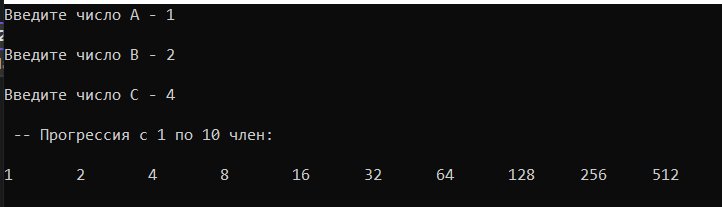 Введите число A - 1
Введите число B - 2
Введите число C - 4
-- Прогрессия с 1 по 10 член:
1 2 4 8 16 32 64 128 256 512